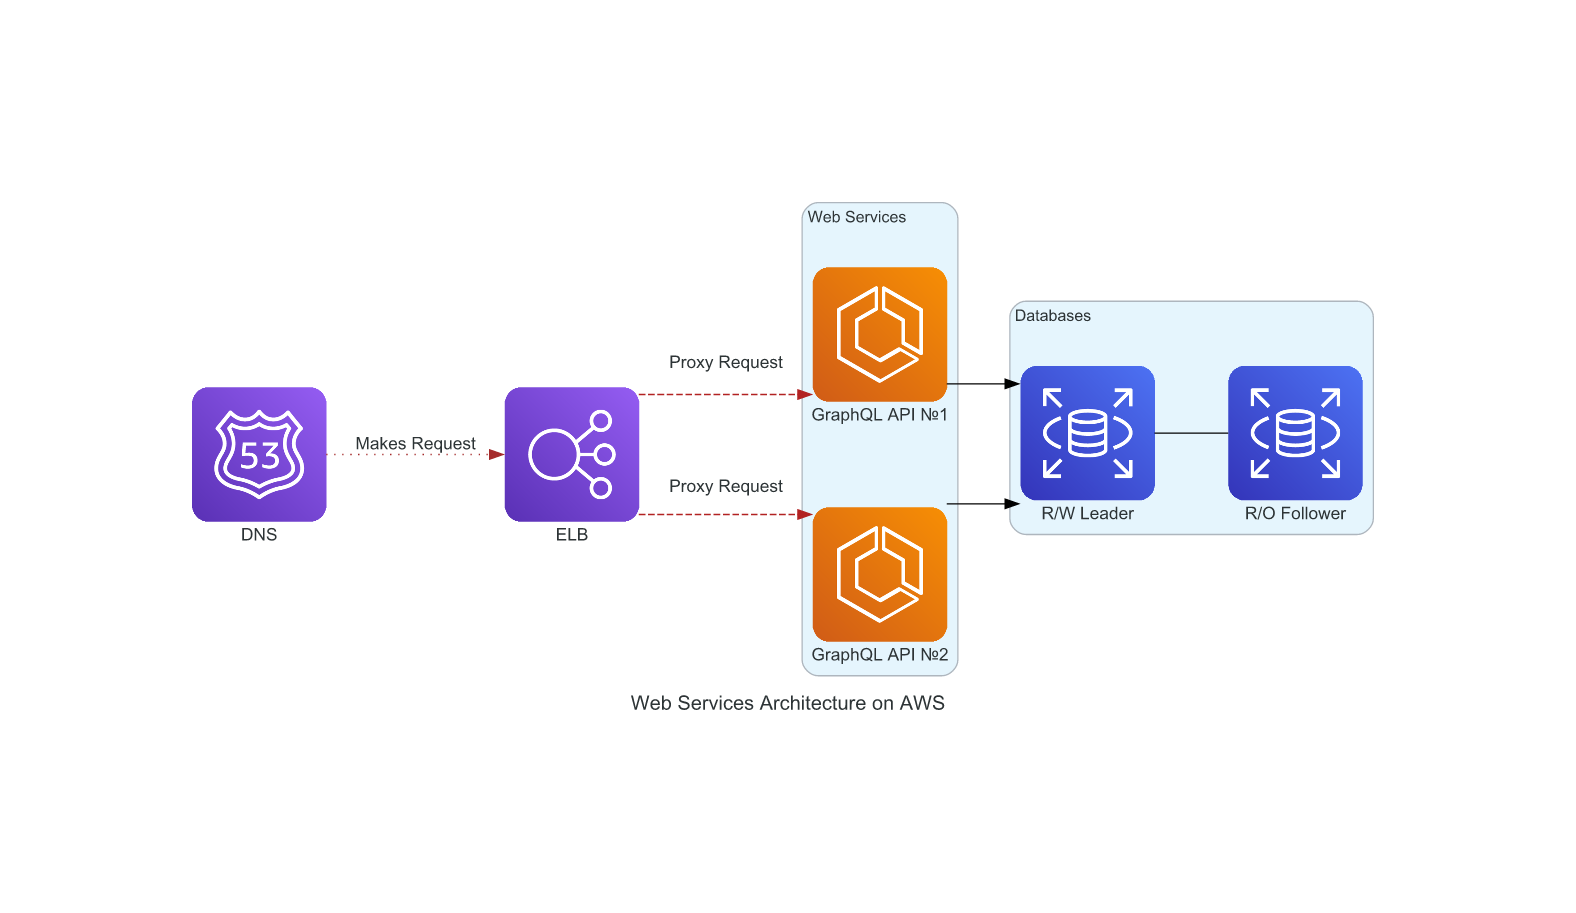 Web Services
Databases
Proxy Request
GraphQL API №1
Makes Request
53
Proxy Request
R/W Leader
R/O Follower
DNS
ELB
GraphQL API №2
Web Services Architecture on AWS